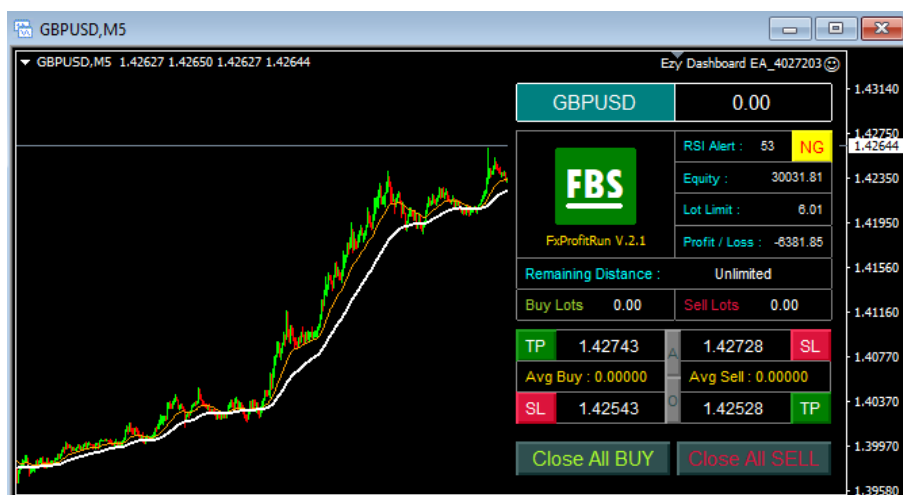 GBPUSD,M5
GBPUSD,M5 1.42627 1.42650 1.42627 1.42644
Ezy Dashboard EA_4027203
GBPUSD 0.00
RSI Alert : 53 NG
FBS
Equity : 30031.81
Lot Limit : 6.01
FxProfitRun V.2.1
Profit / Loss : -6381.85
Remaining Distance : Unlimited
Buy Lots 0.00 Sell Lots 0.00
TP 1.42743 A 1.42728 SL
Avg Buy : 0.00000 Avg Sell : 0.00000
SL 1.42543 O 1.42528 TP
Close All BUY Close All SELL
1.43140
1.42750
1.42644
1.42350
1.41950
1.41560
1.41160
1.40770
1.40370
1.39970
1.39580